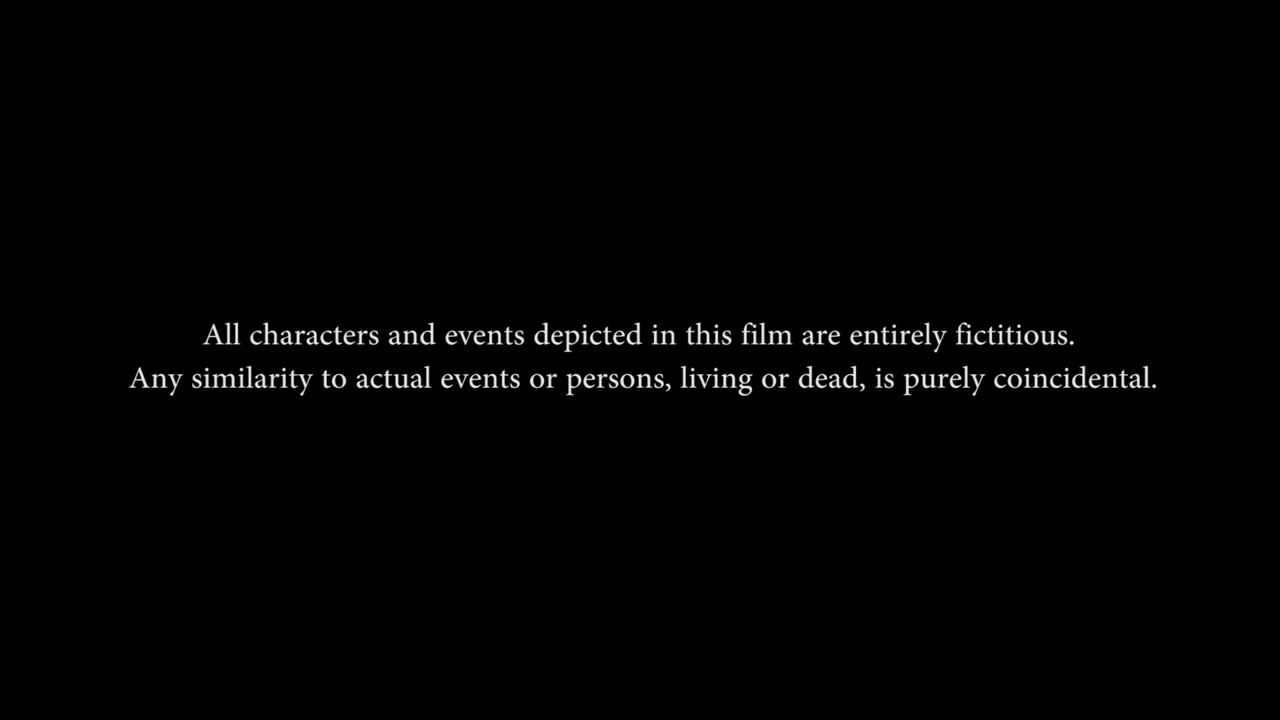 All characters and events depicted in this film are entirely fictitious.
Any similarity to actual events or persons, living or dead, is purely coincidental.